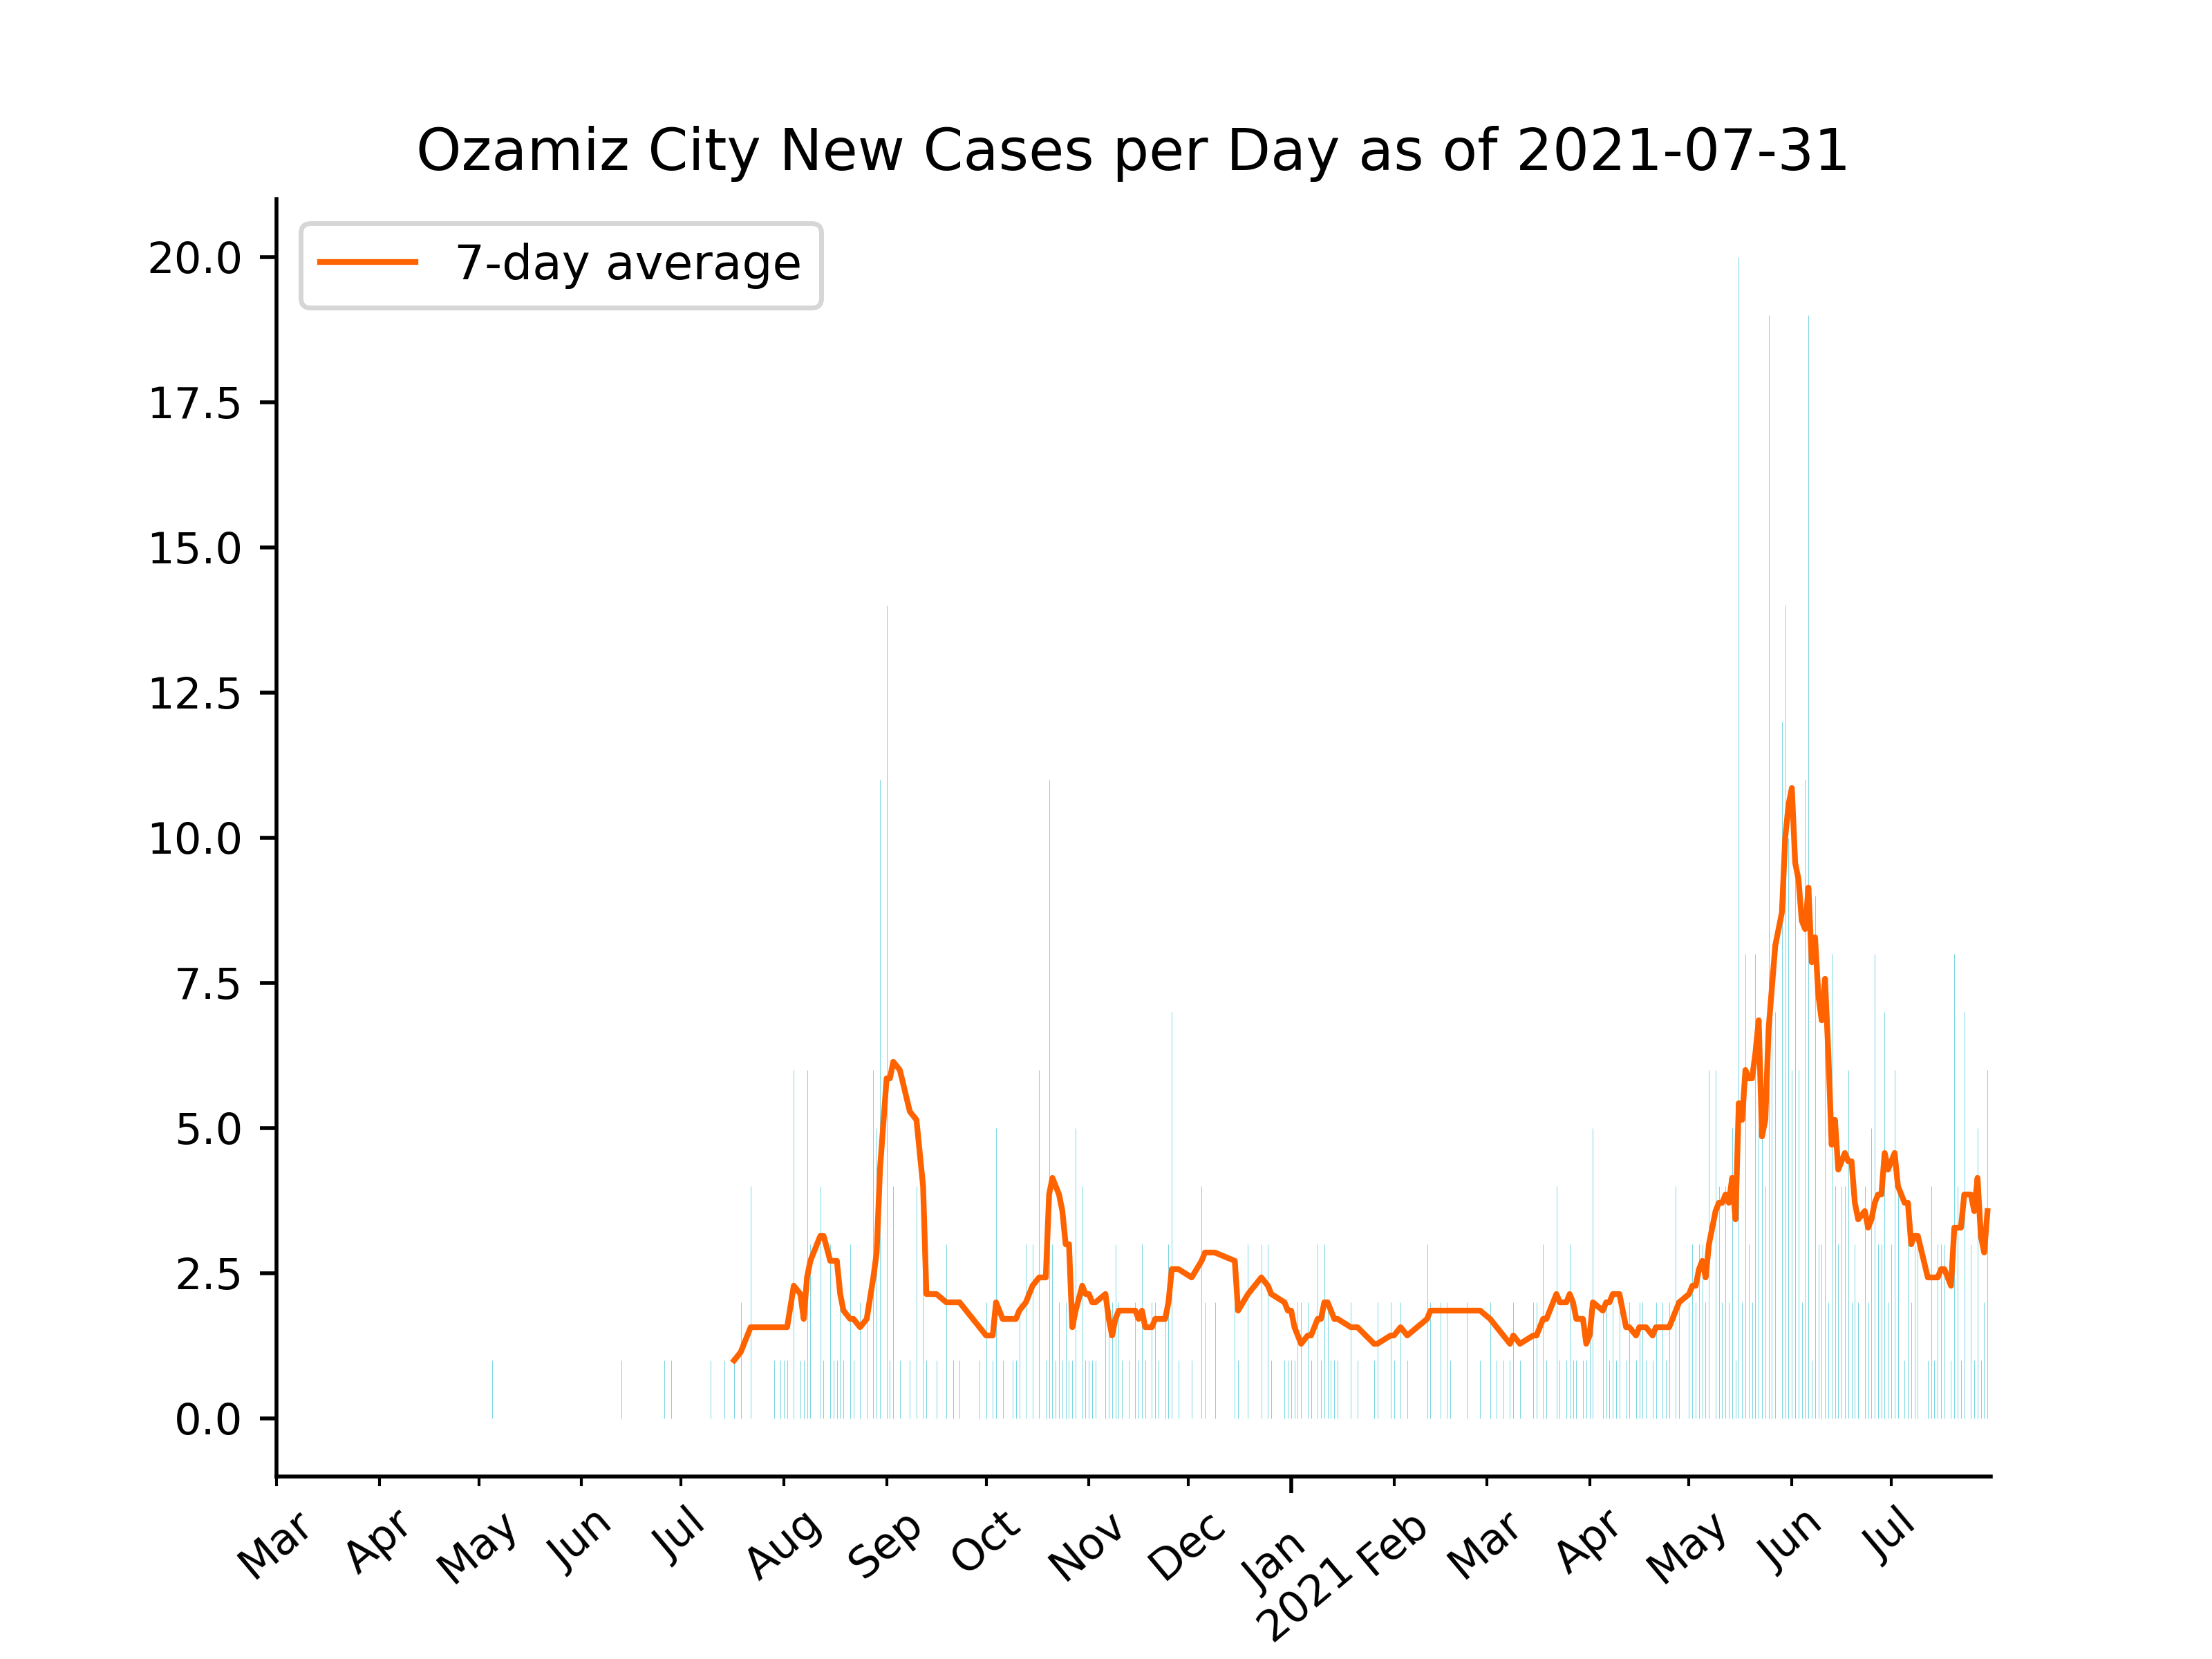 Ozamiz City New Cases per Day as of 2021-07-31
7-day average
20.0
17.5
15.0
12.5
10.0
7.5
5.0
2.5
0.0
Mar
Apr
May
Jun
Jul
Aug
Sep
Oct
Nov
Dec
Jan
2021
Feb
Mar
Apr
May
Jun
Jul